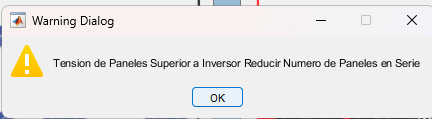 Warning Dialog
Tension de Paneles Superior a Inversor Reducir Numero de Paneles en Serie
OK